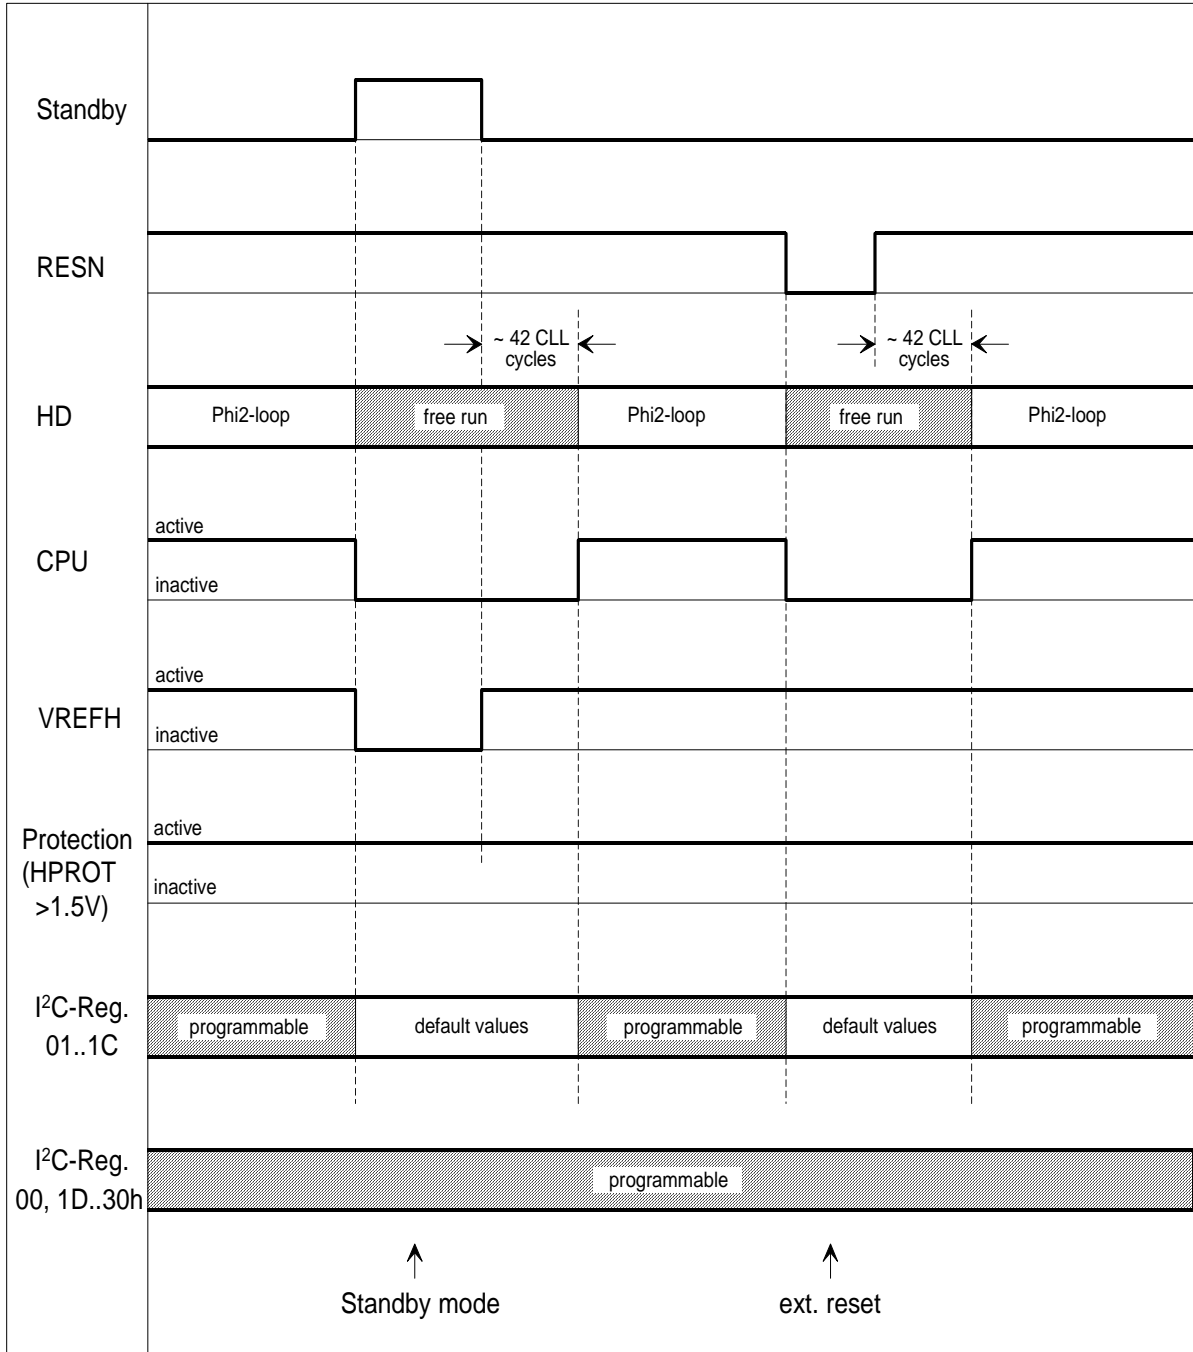 Standby
RESN
~ 42 CLL
cycles
~ 42 CLL
cycles
HD
Phi2-loop
free run
Phi2-loop
free run
Phi2-loop
CPU
active
inactive
VREFH
active
inactive
Protection
(HPROT
>1.5V)
active
inactive
I²C-Reg.
01..1C
programmable
default values
programmable
default values
programmable
I²C-Reg.
00, 1D..30h
programmable
Standby mode
ext. reset